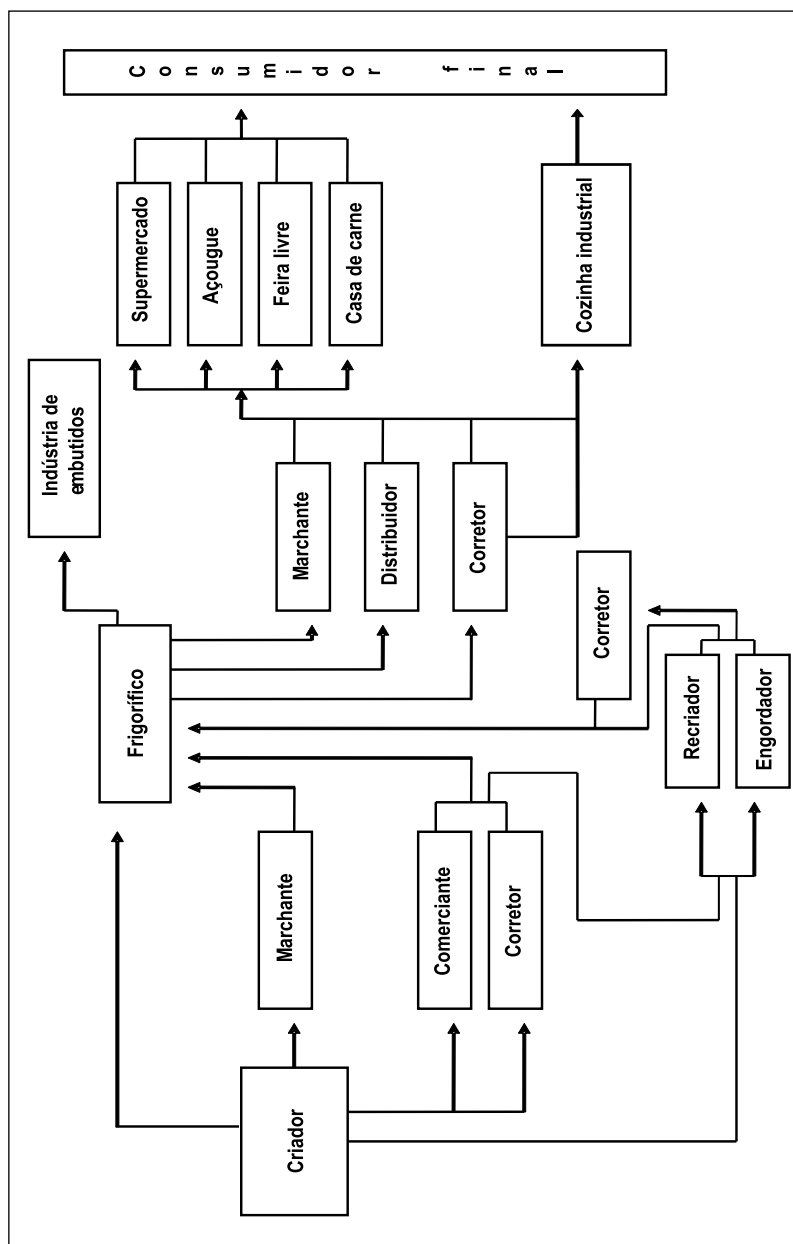 Criador
Marchante
Comerciante
Corretor
Frigorífico
Recriador
Engordador
Corretor
Indústria de
embutidos
Marchante
Distribuidor
Corretor
Supermercado
Açougue
Feira livre
Casa de carne
Cozinha industrial
Consumidor final